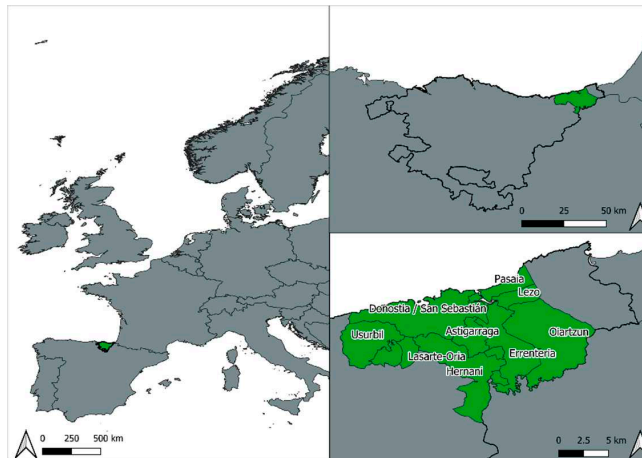 0 250 500 km
0 25 50 km
Pasaia
Lezo
Donostia / San Sebastián
Usurbil
Astigarraga
Oiartzun
Lasarte-Oria
Errenteria
Hernani
0 2.5 5 km